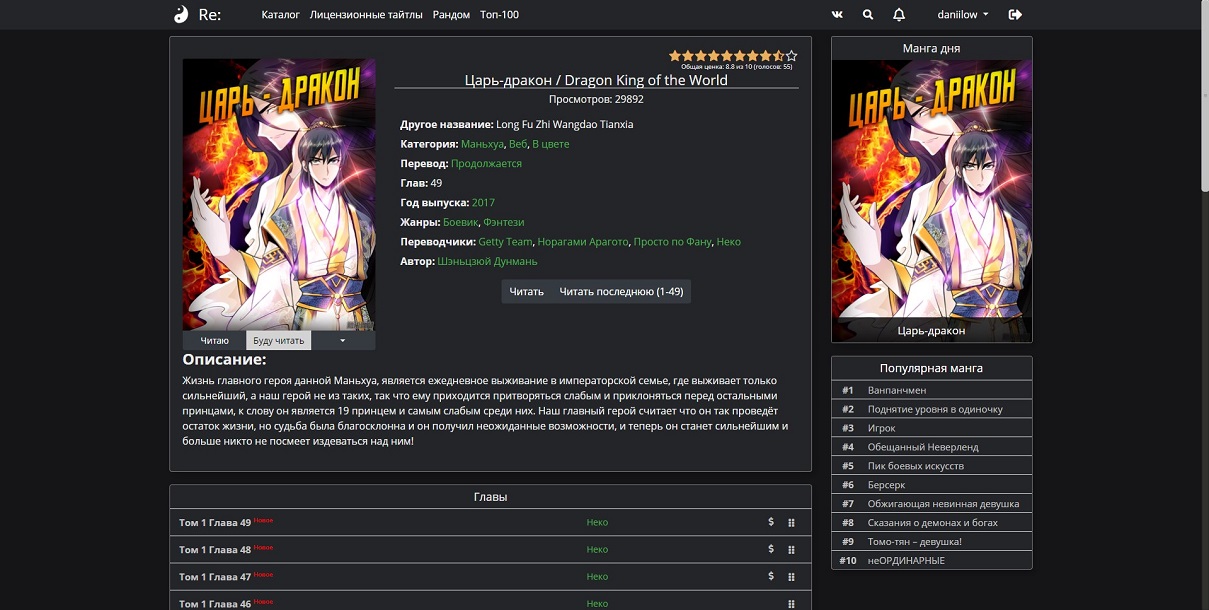 Re: Каталог Лицензионные тайтлы Рандом Топ-100 daniilow
ЦАРЬ - ДРАКОН
Общая ценка: 8.8 из 10 (голосов: 55)
Царь-дракон / Dragon King of the World
Просмотров: 29892
Другое название: Long Fu Zhi Wangdao Tianxia
Категория: Маньхуа, Веб, В цвете
Перевод: Продолжается
Глав: 49
Год выпуска: 2017
Жанры: Боевик, Фэнтези
Переводчики: Getty Team, Норагами Арагото, Просто по Фану, Неко
Автор: Шэньцзюй Дунмань
Читать Читать последнюю (1-49)
Читаю Буду читать
Описание:
Жизнь главного героя данной Маньхуа, является ежедневное выживание в императорской семье, где выживает только
сильнейший, а наш герой не из таких, так что ему приходится притворяться слабым и приклоняться перед остальными
принцами, к слову он является 19 принцем и самым слабым среди них. Наш главный герой считает что он так проведёт
остаток жизни, но судьба была благосклонна и он получил неожиданные возможности, и теперь он станет сильнейшим и
больше никто не посмеет издеваться над ним!
Главы
Том 1 Глава 49 Новое Неко $
Том 1 Глава 48 Новое Неко $
Том 1 Глава 47 Новое Неко $
Том 1 Глава 46 Новое Неко
Манга дня
ЦАРЬ - ДРАКОН
Царь-дракон
Популярная манга
#1 Ванпанчмен
#2 Поднятие уровня в одиночку
#3 Игрок
#4 Обещанный Неверленд
#5 Пик боевых искусств
#6 Берсерк
#7 Обжигающая невинная девушка
#8 Сказания о демонах и богах
#9 Томо-тян – девушка!
#10 неОРДИНАРНЫЕ